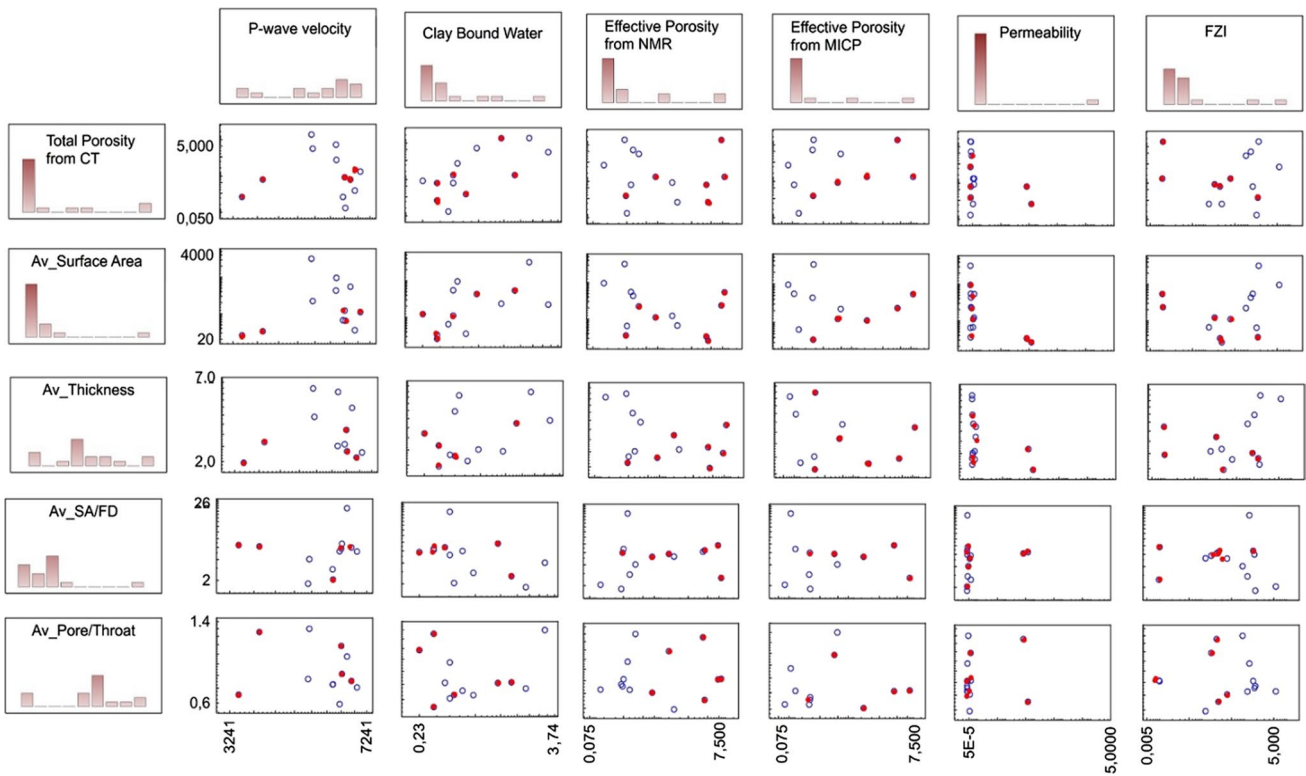 P-wave velocity
Clay Bound Water
Effective Porosity
from NMR
Effective Porosity
from MICP
Permeability
FZI
Total Porosity
from CT
5,000
0,050
Av_Surface Area
4000
20
Av_Thickness
7.0
2.0
Av_SA/FD
26
2
Av_Pore/Throat
1.4
0,6
3241
7241
0,23
3,74
0,075
7,500
0,075
7,500
5E-5
5,0000
0,005
5,000